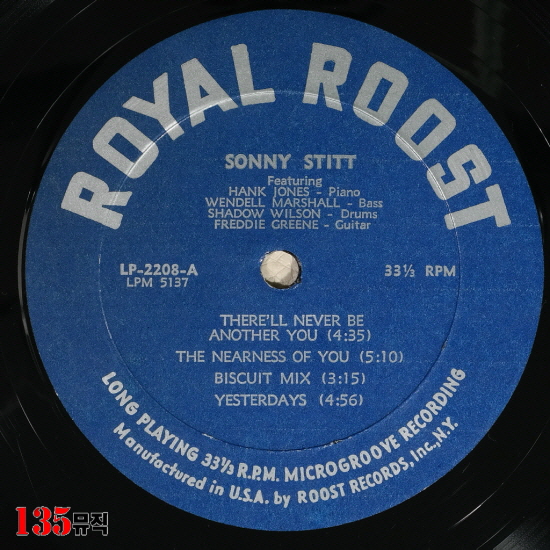 ROYAL ROOST
SONNY STITT
Featuring
HANK JONES - Piano
WENDELL MARSHALL - Bass
SHADOW WILSON - Drums
FREDDIE GREENE - Guitar
LP-2208-A
LPM 5137
33⅓ RPM
THERE'LL NEVER BE
ANOTHER YOU (4:35)
THE NEARNESS OF YOU (5:10)
BISCUIT MIX (3:15)
YESTERDAYS (4:56)
LONG PLAYING 33⅓ R.P.M. MICROGROOVE RECORDING
Manufactured in U.S.A. by ROOST RECORDS, Inc., N.Y.
135뮤직